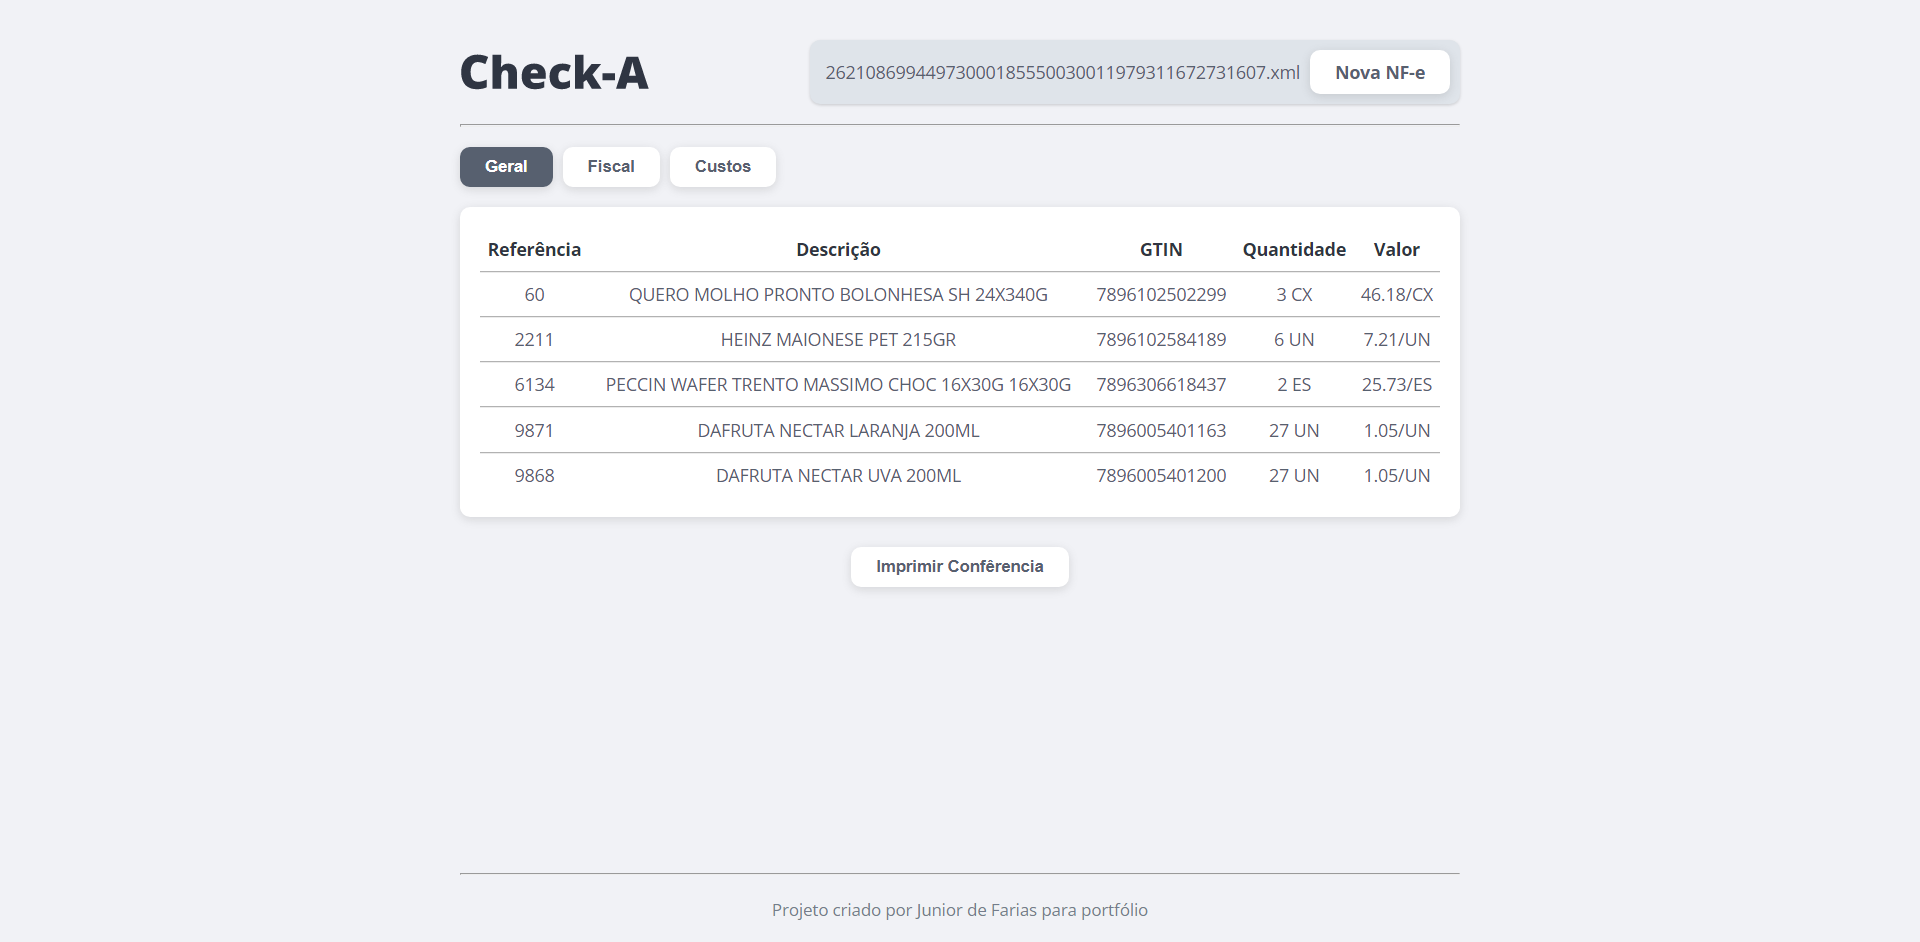 Check-A
26210869944973000185550030011979311672731607.xml Nova NF-e
Geral Fiscal Custos
Referência Descrição GTIN Quantidade Valor
60 QUERO MOLHO PRONTO BOLONHESA SH 24X340G 7896102502299 3 CX 46.18/CX
2211 HEINZ MAIONESE PET 215GR 7896102584189 6 UN 7.21/UN
6134 PECCIN WAFER TRENTO MASSIMO CHOC 16X30G 16X30G 7896306618437 2 ES 25.73/ES
9871 DAFRUTA NECTAR LARANJA 200ML 7896005401163 27 UN 1.05/UN
9868 DAFRUTA NECTAR UVA 200ML 7896005401200 27 UN 1.05/UN
Imprimir Confêrencia
Projeto criado por Junior de Farias para portfólio